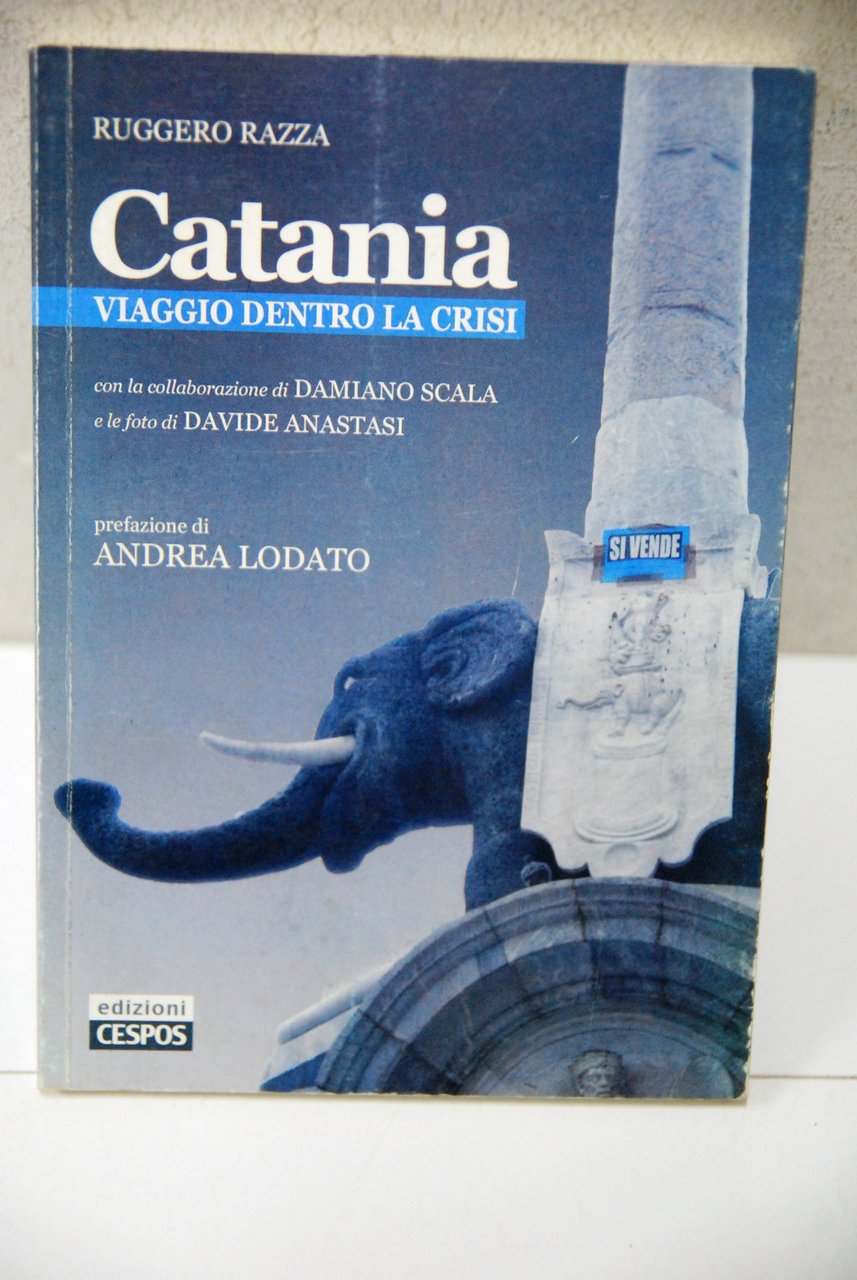 RUGGERO RAZZA
Catania
VIAGGIO DENTRO LA CRISI
con la collaborazione di DAMIANO SCALA
e le foto di DAVIDE ANASTASI
prefazione di
ANDREA LODATO
SI VENDE
edizioni
CESPOS